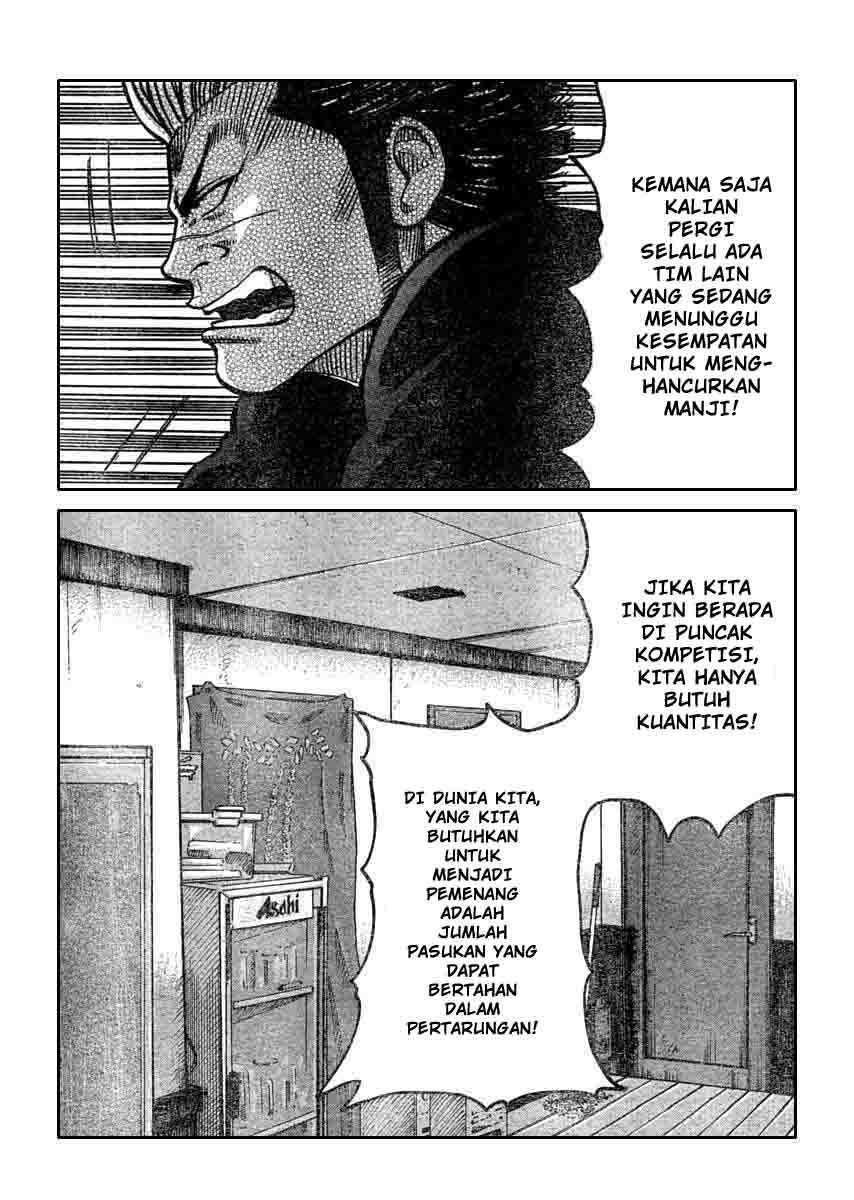 KEMANA SAJA
KALIAN
PERGI
SELALU ADA
TIM LAIN
YANG SEDANG
MENUNGGU
KESEMPATAN
UNTUK MENG-
HANCURKAN
MANJI!
JIKA KITA
INGIN BERADA
DI PUNCAK
KOMPETISI,
KITA HANYA
BUTUH
KUANTITAS!
DI DUNIA KITA,
YANG KITA
BUTUHKAN
UNTUK
MENJADI
PEMENANG
ADALAH
JUMLAH
PASUKAN YANG
DAPAT
BERTAHAN
DALAM
PERTARUNGAN!
Asahi